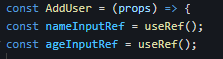 const AddUser = (props) => {
const nameInputRef = useRef();
const ageInputRef = useRef();